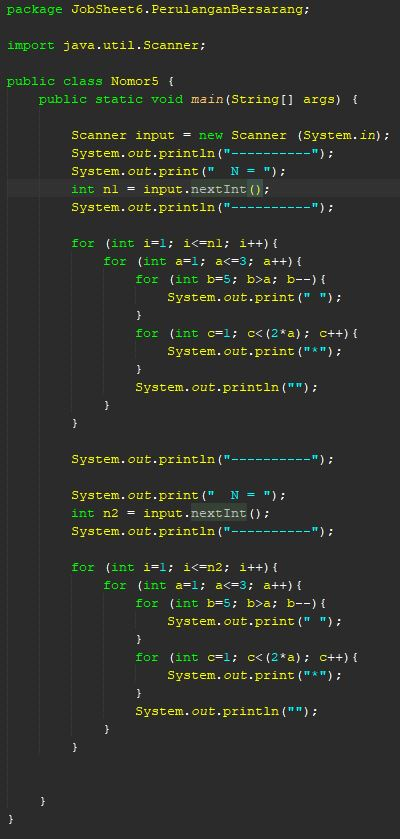 package JobSheet6.PerulanganBersarang;
import java.util.Scanner;
public class Nomor5 {
public static void main(String[] args) {
Scanner input = new Scanner (System.in);
System.out.println("----------");
System.out.print("  N = ");
int n1 = input.nextInt();
System.out.println("----------");
for (int i=1; i<=n1; i++){
for (int a=1; a<=3; a++){
for (int b=5; b>a; b--){
System.out.print(" ");
}
for (int c=1; c<(2*a); c++){
System.out.print("*");
}
System.out.println("");
}
}
System.out.println("----------");
System.out.print("  N = ");
int n2 = input.nextInt();
System.out.println("----------");
for (int i=1; i<=n2; i++){
for (int a=1; a<=3; a++){
for (int b=5; b>a; b--){
System.out.print(" ");
}
for (int c=1; c<(2*a); c++){
System.out.print("*");
}
System.out.println("");
}
}
}
}